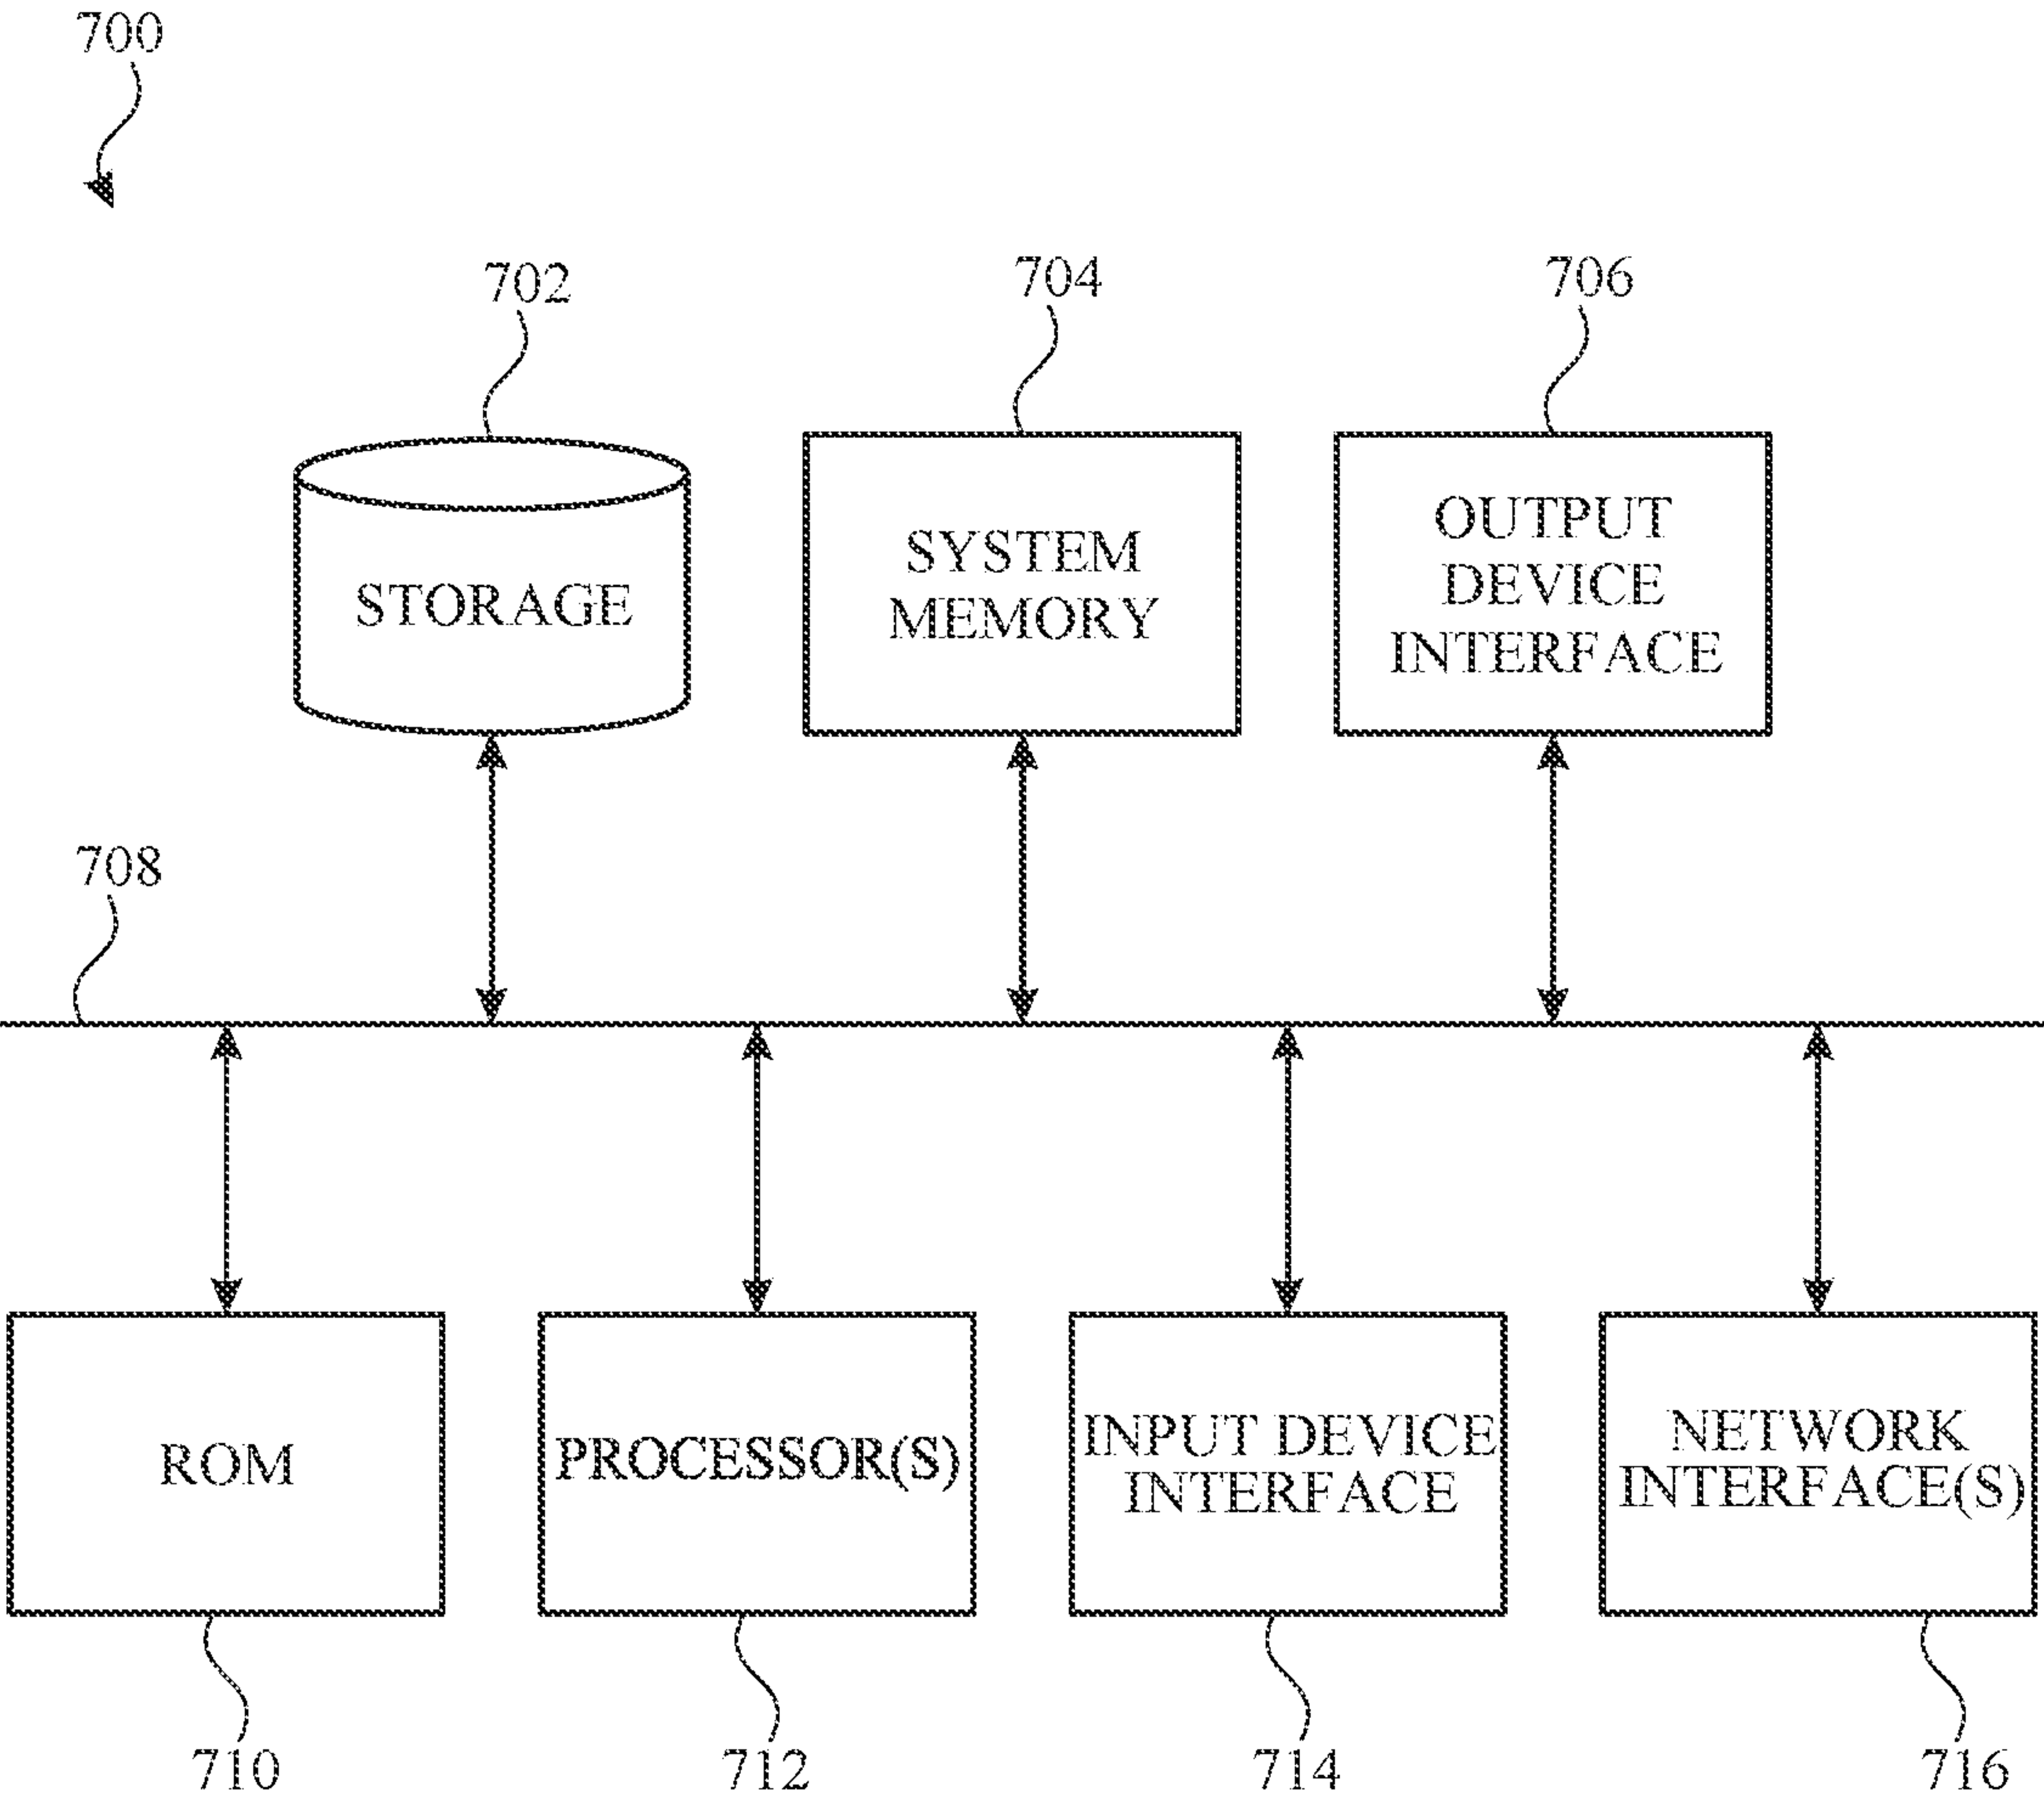 700
702
704
706
STORAGE
SYSTEM
MEMORY
OUTPUT
DEVICE
INTERFACE
708
ROM
PROCESSOR(S)
INPUT DEVICE
INTERFACE
NETWORK
INTERFACE(S)
710
712
714
716